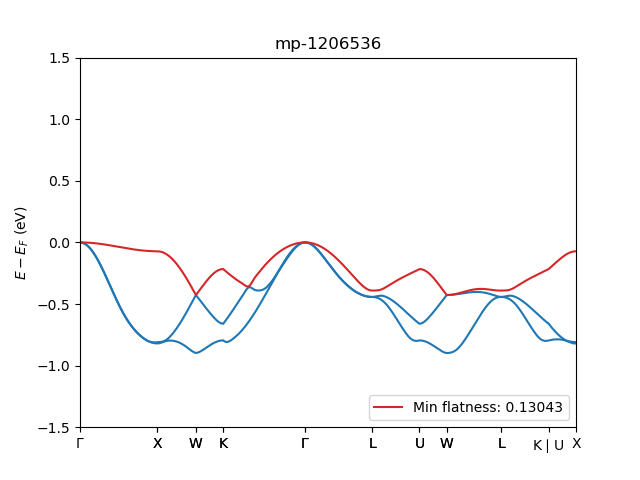 mp-1206536
1.5
1.0
0.5
0.0
−0.5
−1.0
−1.5
E − E_F (eV)
Min flatness: 0.13043
Γ X W K Γ L U W L K | U X